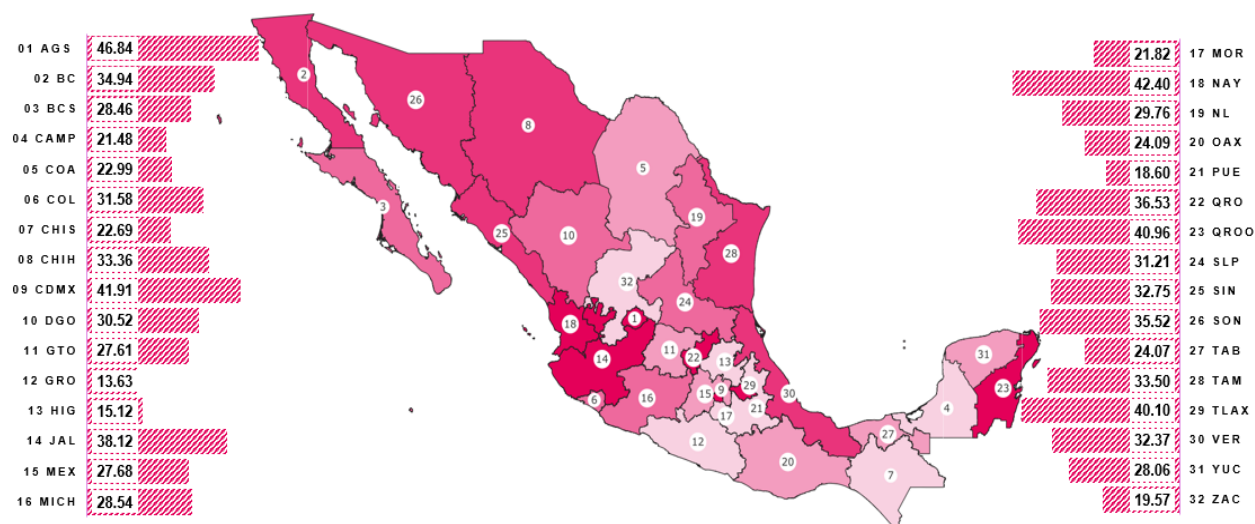 01 AGS 46.84
02 BC 34.94
03 BCS 28.46
04 CAMP 21.48
05 COA 22.99
06 COL 31.58
07 CHIS 22.69
08 CHIH 33.36
09 CDMX 41.91
10 DGO 30.52
11 GTO 27.61
12 GRO 13.63
13 HIG 15.12
14 JAL 38.12
15 MEX 27.68
16 MICH 28.54
2
26
8
5
3
19
10
25
28
32
24
1
18
14
11
22
13
31
6
16
15
9
29
30
23
4
17
21
27
12
20
7
21.82 17 MOR
42.40 18 NAY
29.76 19 NL
24.09 20 OAX
18.60 21 PUE
36.53 22 QRO
40.96 23 QROO
31.21 24 SLP
32.75 25 SIN
35.52 26 SON
24.07 27 TAB
33.50 28 TAM
40.10 29 TLAX
32.37 30 VER
28.06 31 YUC
19.57 32 ZAC